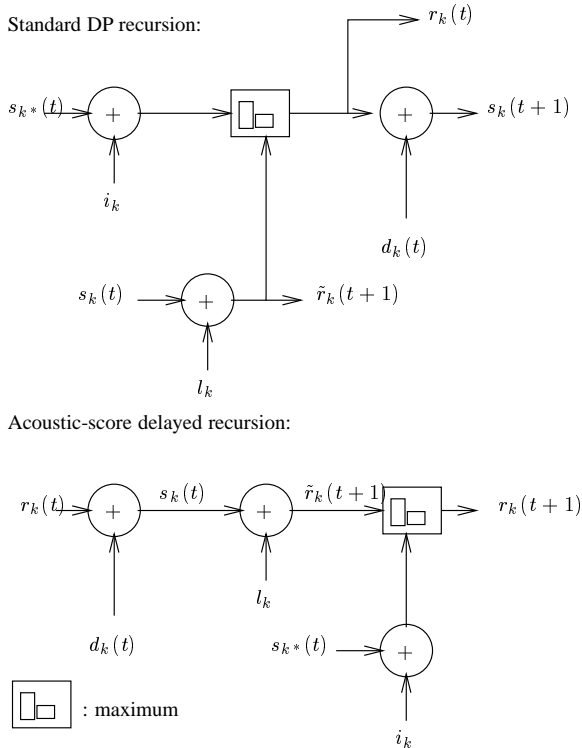 Standard DP recursion:
r_k(t)
s_{k*}(t) + + s_k(t+1)
i_k
d_k(t)
s_k(t) + r̃_k(t+1)
l_k
Acoustic-score delayed recursion:
r_k(t) + s_k(t) + r̃_k(t+1) r_k(t+1)
l_k
d_k(t)
s_{k*}(t) +
: maximum
i_k